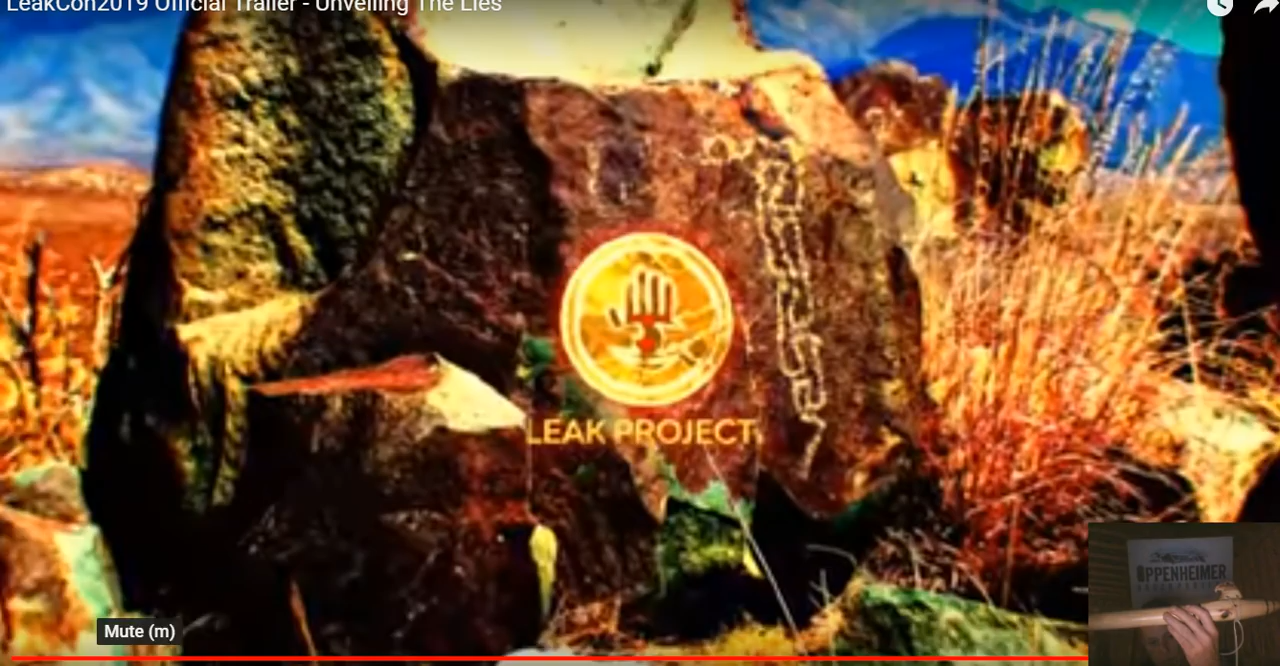 LeakCon2019 Official Trailer - Unveiling The Lies
LEAK PROJECT
OPPENHEIMER
Mute (m)